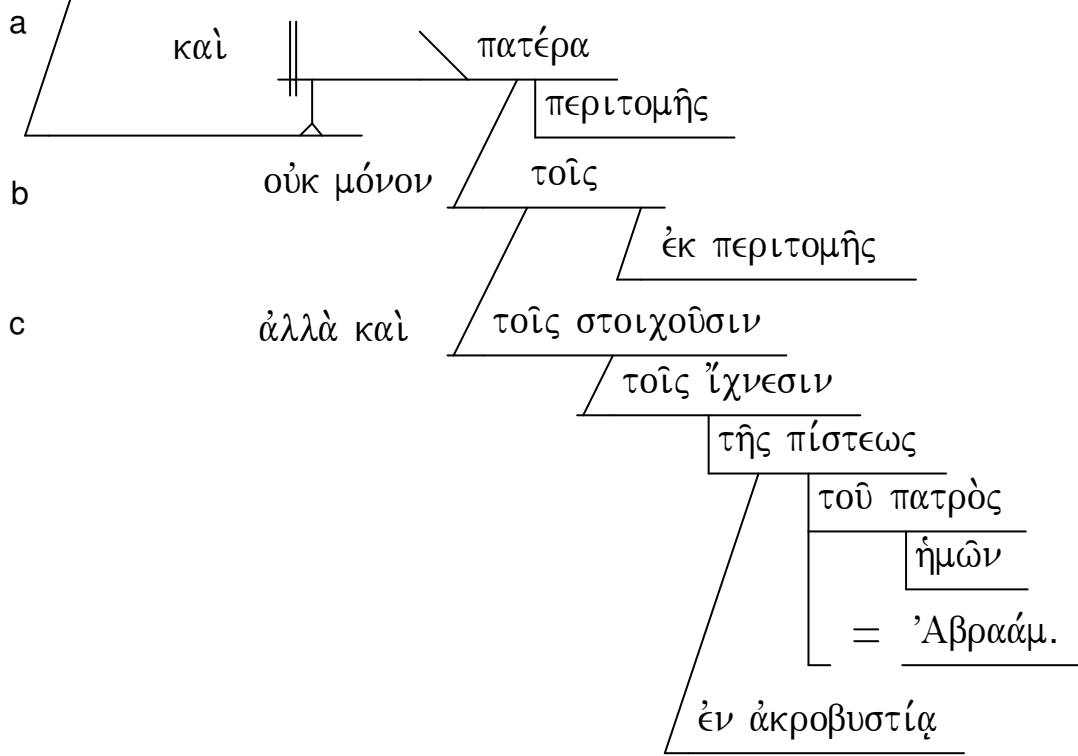 a
καὶ πατέρα
περιτομῆς
b οὐκ μόνον τοῖς
ἐκ περιτομῆς
c ἀλλὰ καὶ τοῖς στοιχοῦσιν
τοῖς ἴχνεσιν
τῆς πίστεως
τοῦ πατρὸς
ἡμῶν
= Ἀβραάμ.
ἐν ἀκροβυστίᾳ